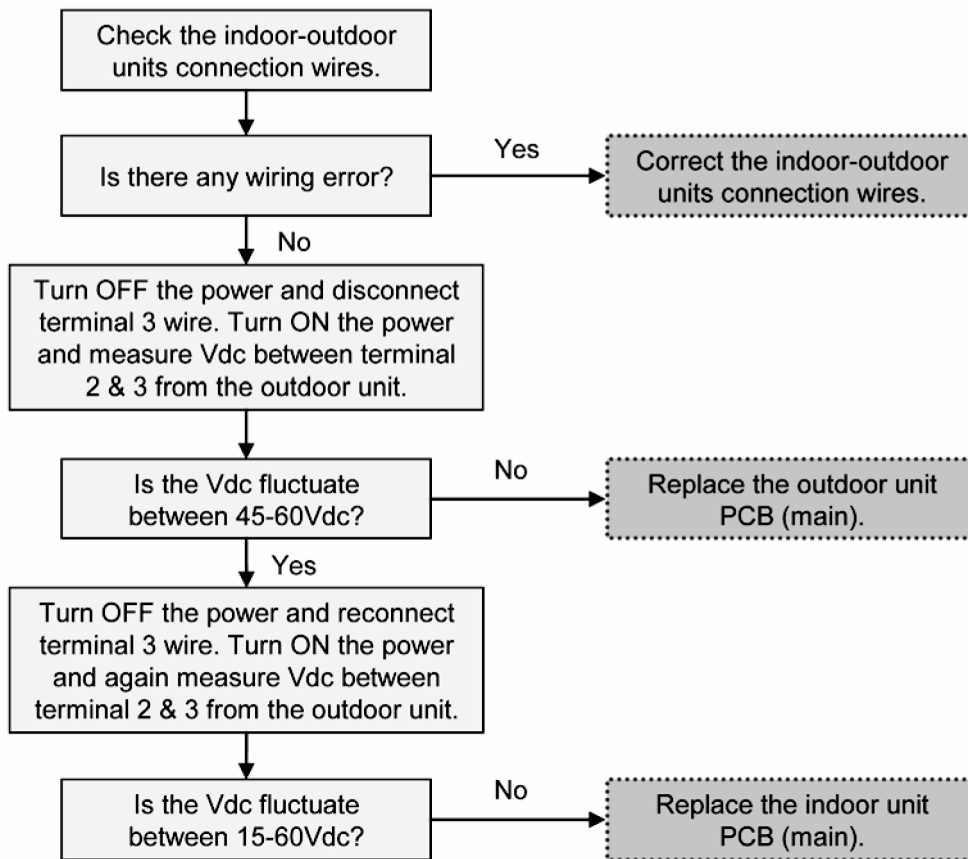 Check the indoor-outdoor
units connection wires.
Is there any wiring error?
Yes
Correct the indoor-outdoor
units connection wires.
No
Turn OFF the power and disconnect
terminal 3 wire. Turn ON the power
and measure Vdc between terminal
2 & 3 from the outdoor unit.
Is the Vdc fluctuate
between 45-60Vdc?
No
Replace the outdoor unit
PCB (main).
Yes
Turn OFF the power and reconnect
terminal 3 wire. Turn ON the power
and again measure Vdc between
terminal 2 & 3 from the outdoor unit.
Is the Vdc fluctuate
between 15-60Vdc?
No
Replace the indoor unit
PCB (main).